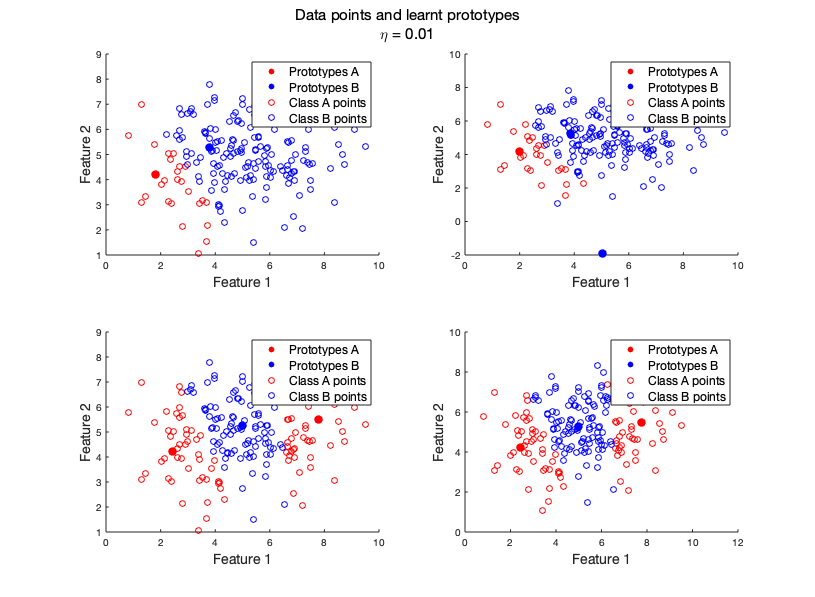 Data points and learnt prototypes
η = 0.01
9
8
7
6
5
4
3
2
1
Feature 2
0 2 4 6 8 10
Feature 1
Prototypes A
Prototypes B
Class A points
Class B points
10
8
6
4
2
0
-2
Feature 2
0 2 4 6 8 10
Feature 1
Prototypes A
Prototypes B
Class A points
Class B points
9
8
7
6
5
4
3
2
1
Feature 2
0 2 4 6 8 10
Feature 1
Prototypes A
Prototypes B
Class A points
Class B points
10
8
6
4
2
0
Feature 2
0 2 4 6 8 10 12
Feature 1
Prototypes A
Prototypes B
Class A points
Class B points